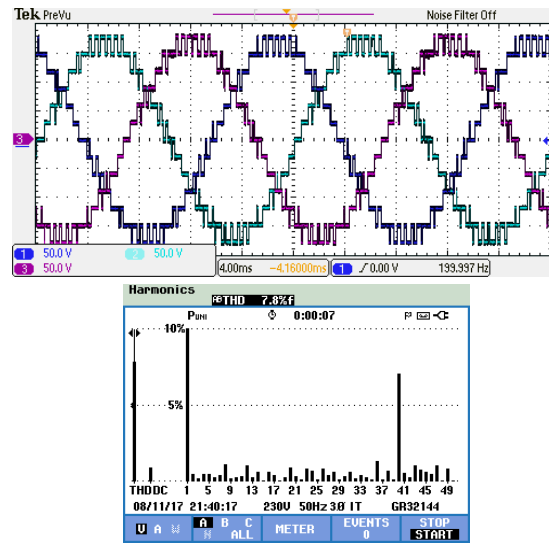 Tek PreVu Noise Filter Off
3
1 50.0 V 2 50.0 V
3 50.0 V
4.00ms -4.16000ms 1 0.00 V 199.997 Hz
Harmonics
THD 7.8%f
PUNI 0:00:07
10%
5%
THDDC 1 5 9 13 17 21 25 29 33 37 41 45 49
08/11/17 21:40:17 230V 50Hz 3Ø IT GR32144
V A W A B C METER EVENTS STOP
N ALL 0 START